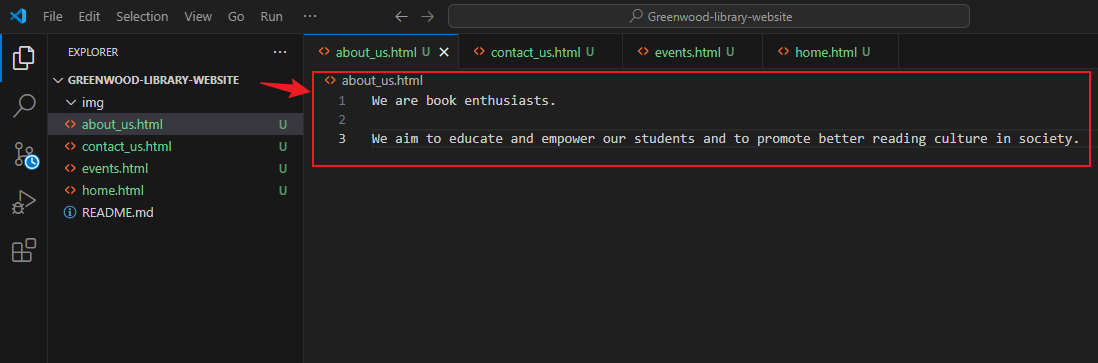 File Edit Selection View Go Run ··· Greenwood-library-website
EXPLORER ···
GREENWOOD-LIBRARY-WEBSITE
img
about_us.html U
contact_us.html U
events.html U
home.html U
README.md
about_us.html U contact_us.html U events.html U home.html U
about_us.html
1 We are book enthusiasts.
2
3 We aim to educate and empower our students and to promote better reading culture in society.